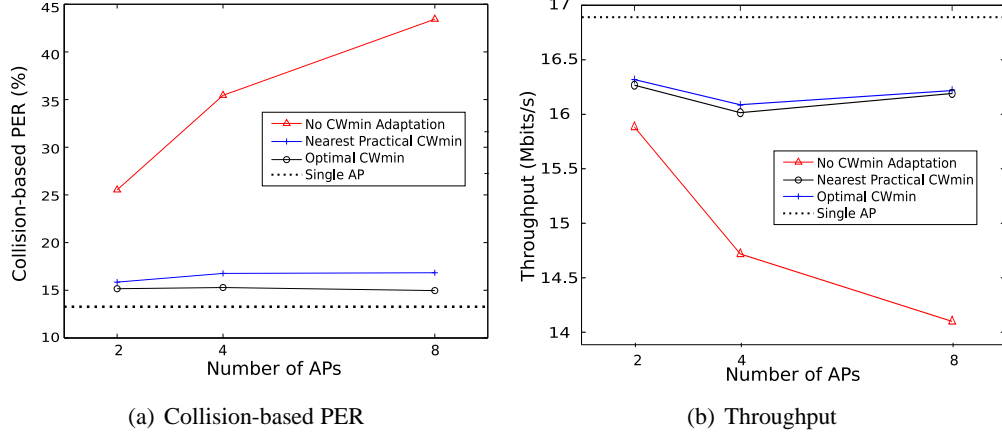 45
40
35
30
25
20
15
10
Collision-based PER (%)
No CWmin Adaptation
Nearest Practical CWmin
Optimal CWmin
Single AP
2
4
8
Number of APs
(a) Collision-based PER
17
16.5
16
15.5
15
14.5
14
Throughput (Mbits/s)
No CWmin Adaptation
Nearest Practical CWmin
Optimal CWmin
Single AP
2
4
8
Number of APs
(b) Throughput